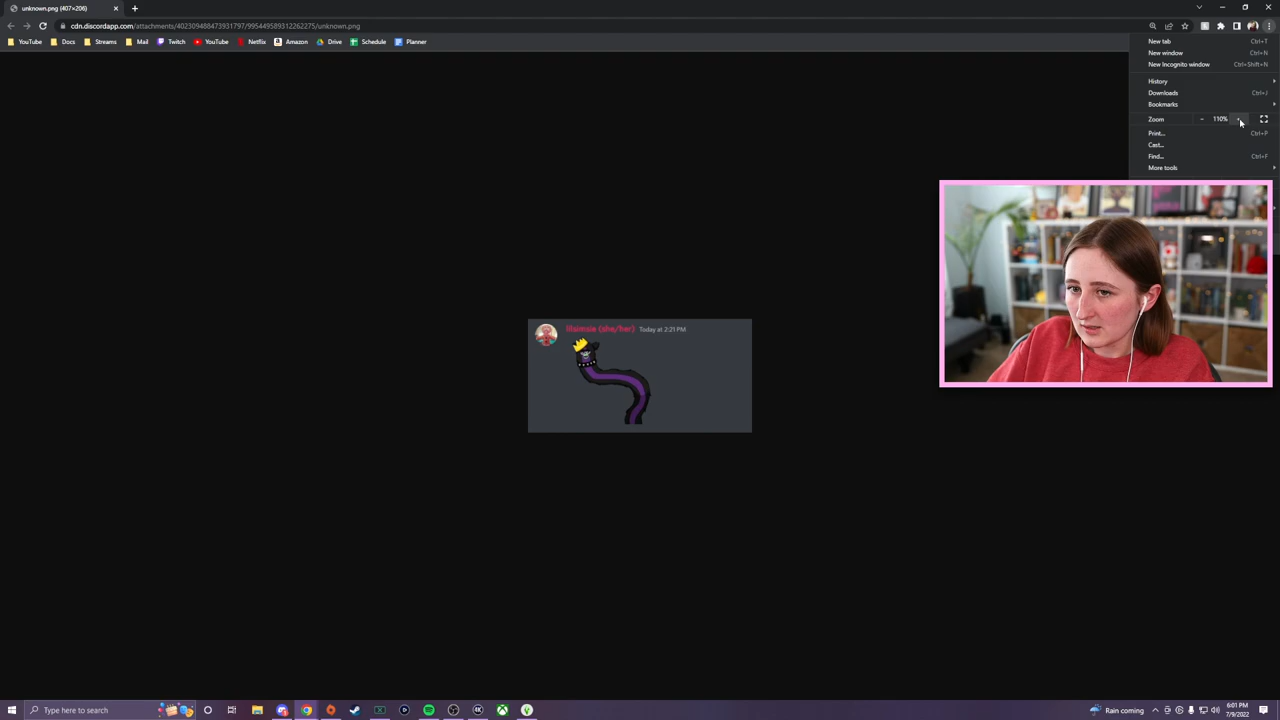 unknown.png (407×206)
cdn.discordapp.com/attachments/402309488473931797/995449589312262275/unknown.png
YouTube Docs Streams Mail Twitch YouTube Netflix Amazon Drive Schedule Planner
New tab Ctrl+T
New window Ctrl+N
New Incognito window Ctrl+Shift+N
History
Downloads Ctrl+J
Bookmarks
Zoom - 110%
Print... Ctrl+P
Cast...
Find... Ctrl+F
More tools
(she/her) Today at 2:21 PM
Type here to search
Rain coming
6:01 PM
7/9/2022